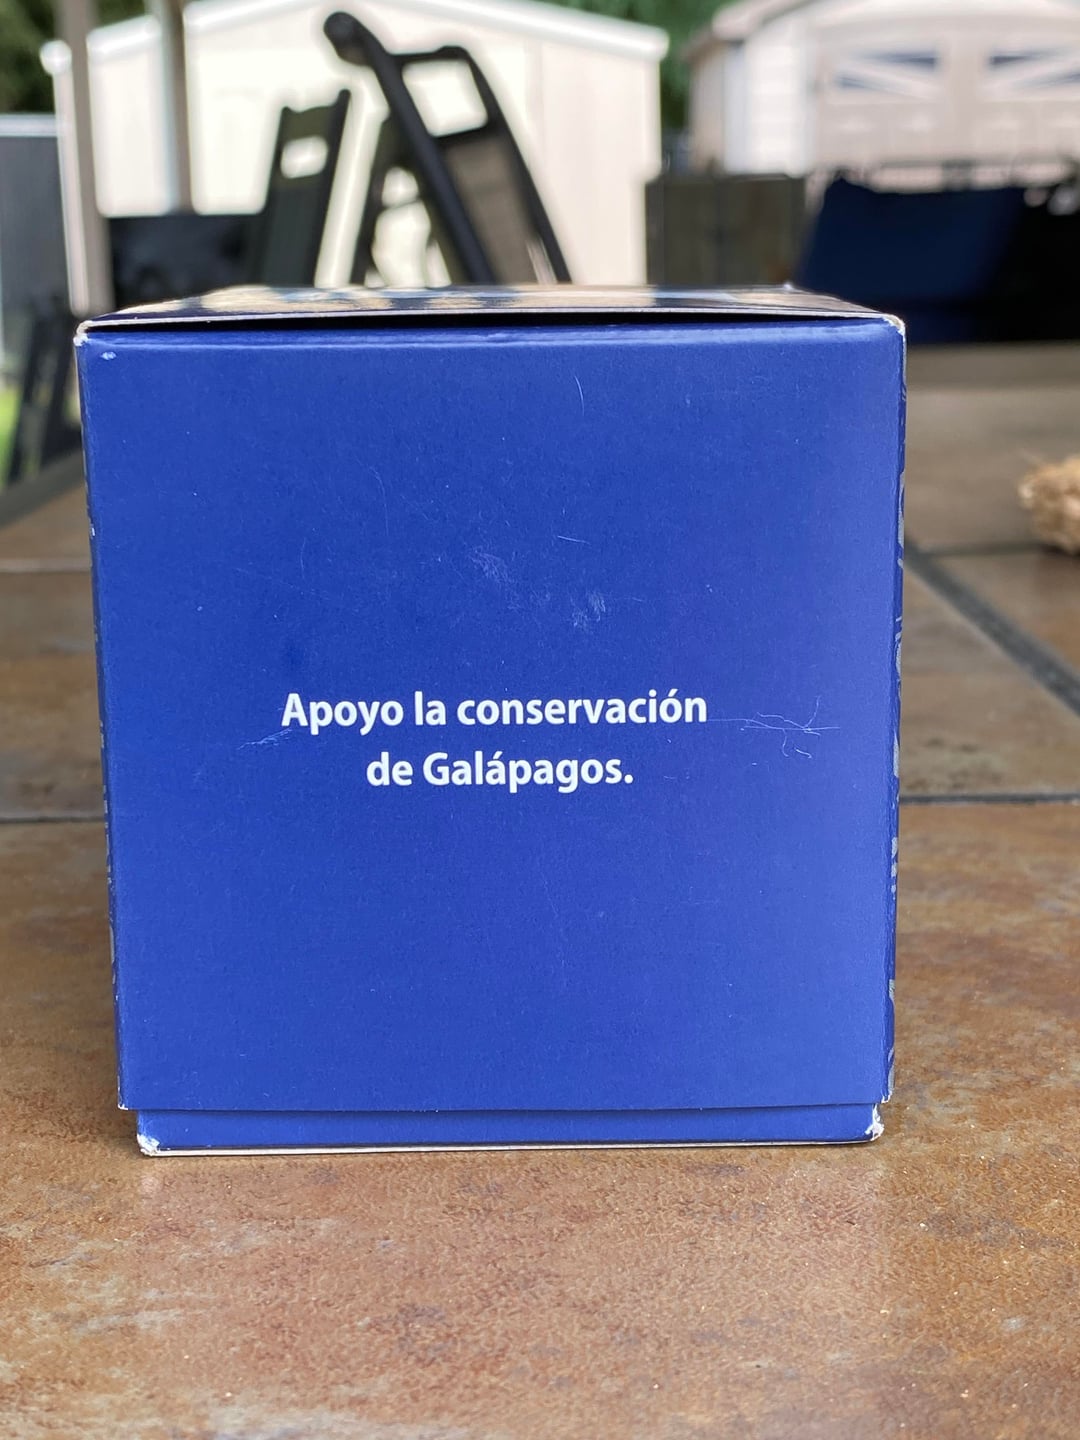 Apoyo la conservación
de Galápagos.